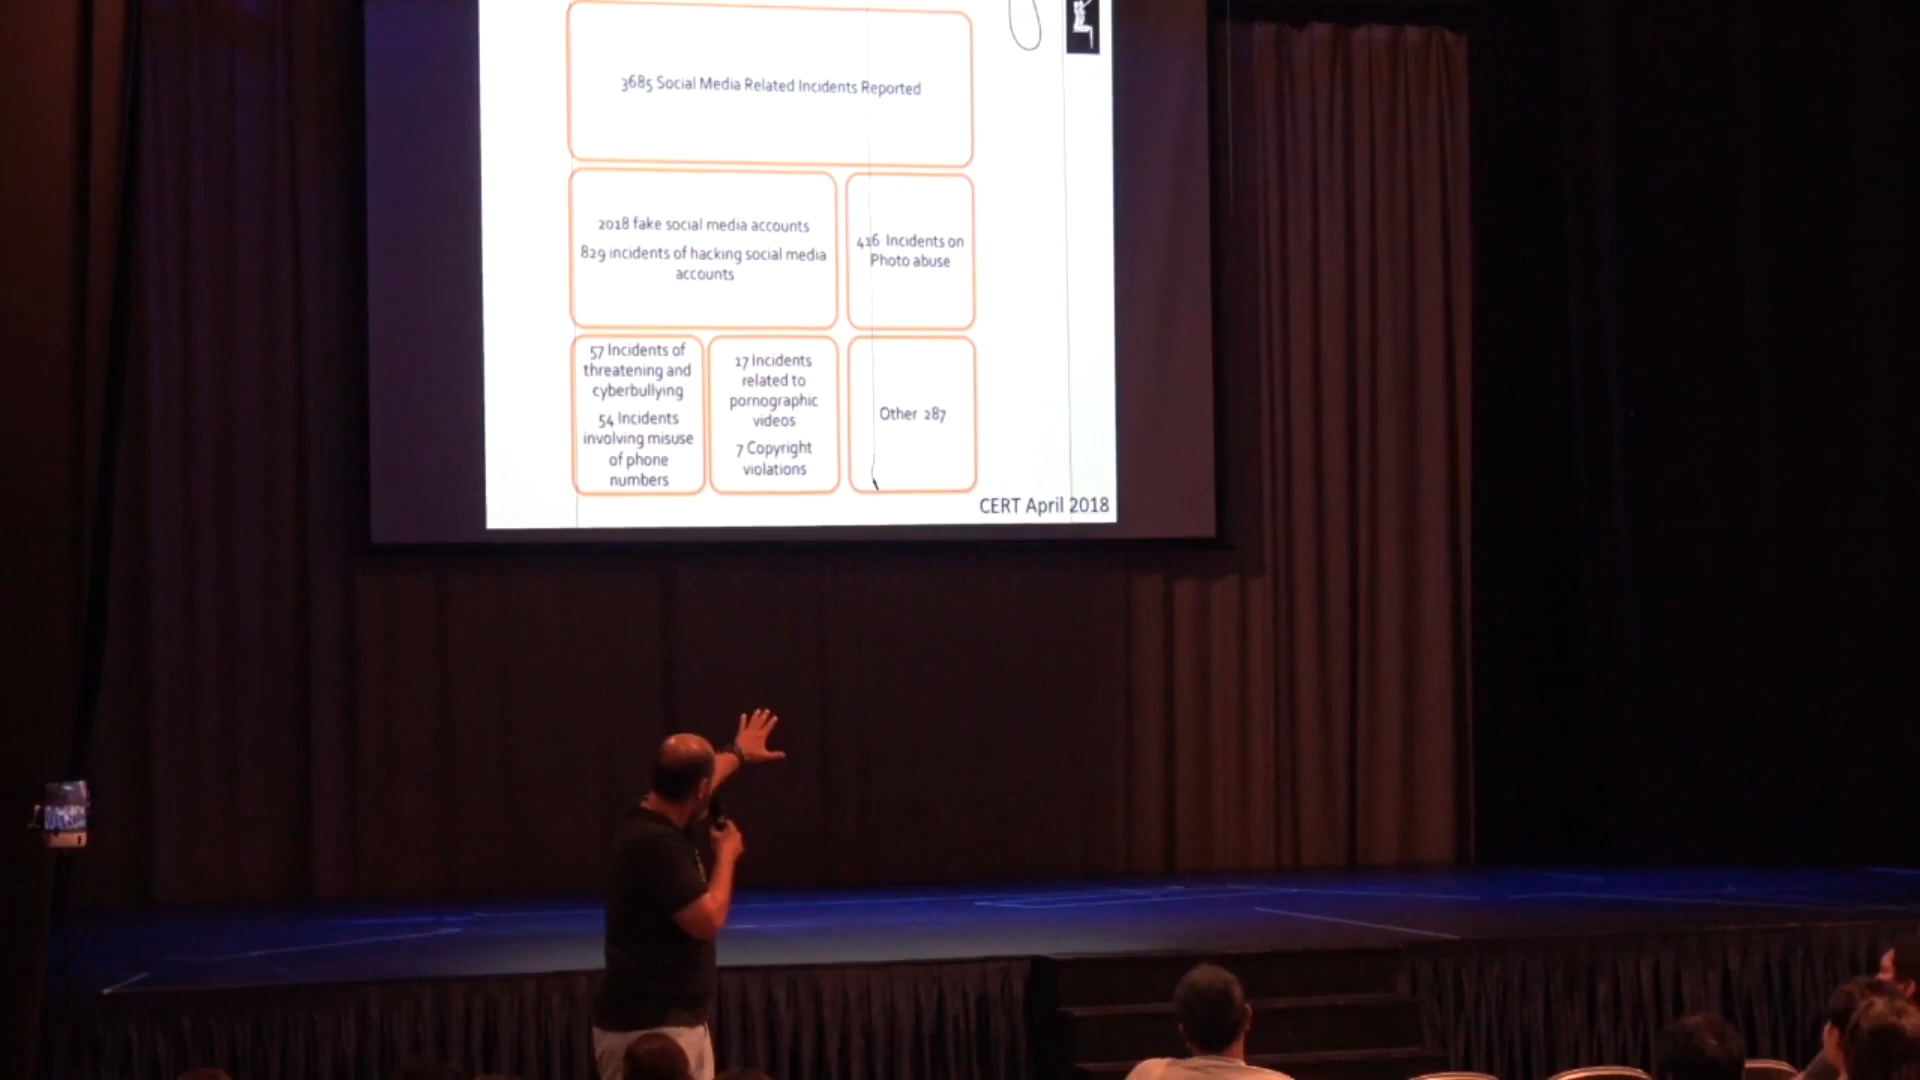 3685 Social Media Related Incidents Reported
2018 fake social media accounts
829 incidents of hacking social media
accounts
416 Incidents on
Photo abuse
57 Incidents of
threatening and
cyberbullying
54 Incidents
involving misuse
of phone
numbers
17 Incidents
related to
pornographic
videos
7 Copyright
violations
Other 287
CERT April 2018